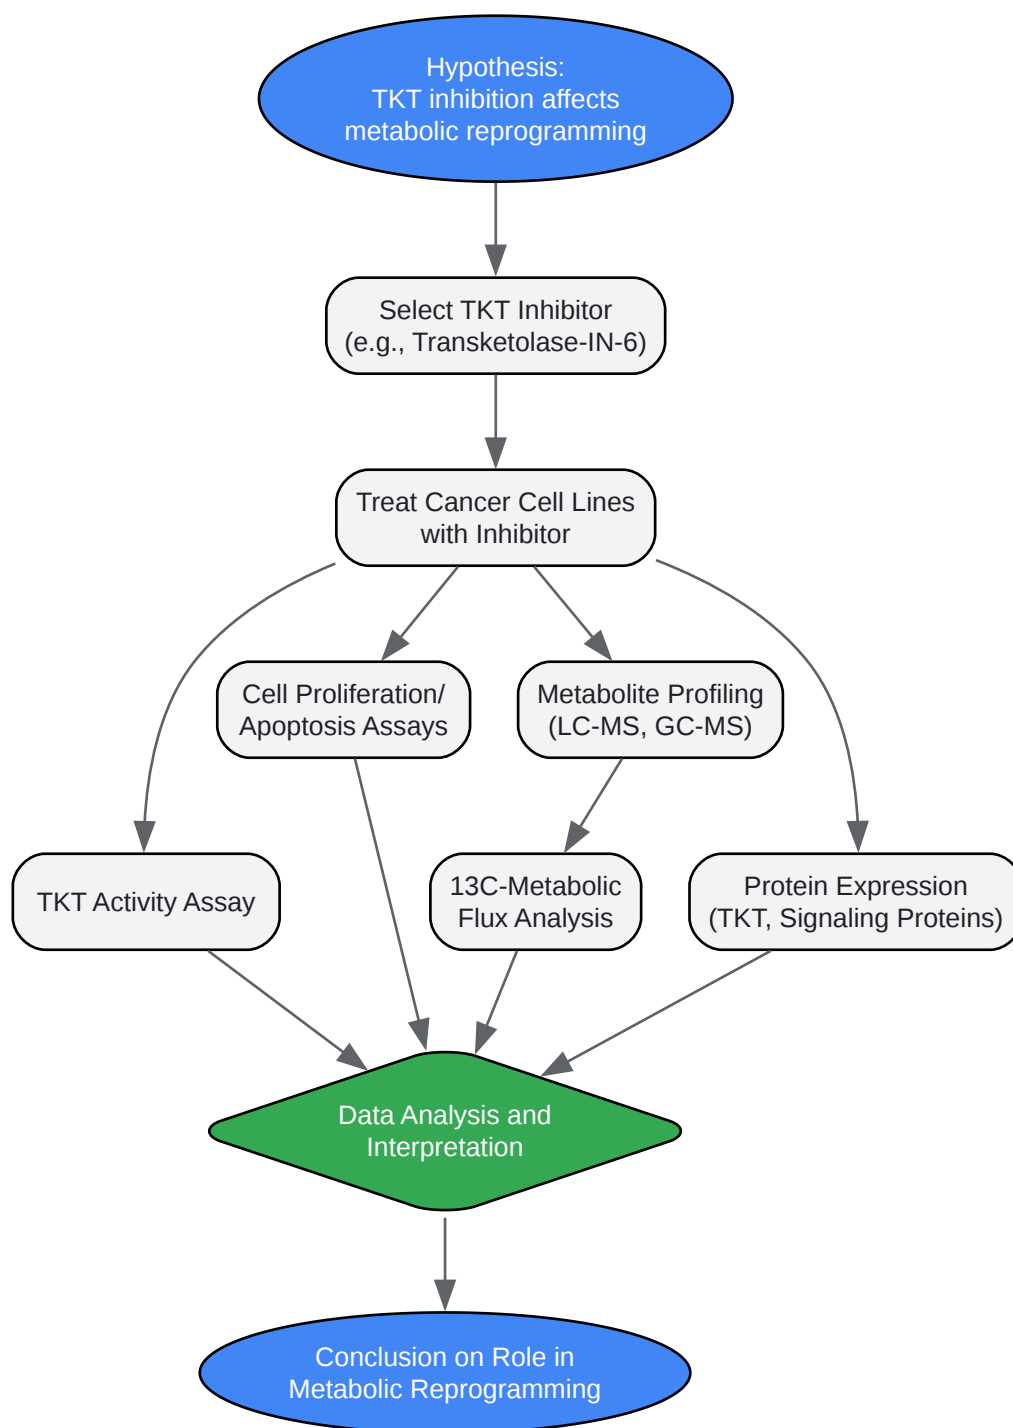 Hypothesis:
TKT inhibition affects
metabolic reprogramming
Select TKT Inhibitor
(e.g., Transketolase-IN-6)
Treat Cancer Cell Lines
with Inhibitor
Cell Proliferation/
Apoptosis Assays
Metabolite Profiling
(LC-MS, GC-MS)
TKT Activity Assay
13C-Metabolic
Flux Analysis
Protein Expression
(TKT, Signaling Proteins)
Data Analysis and
Interpretation
Conclusion on Role in
Metabolic Reprogramming